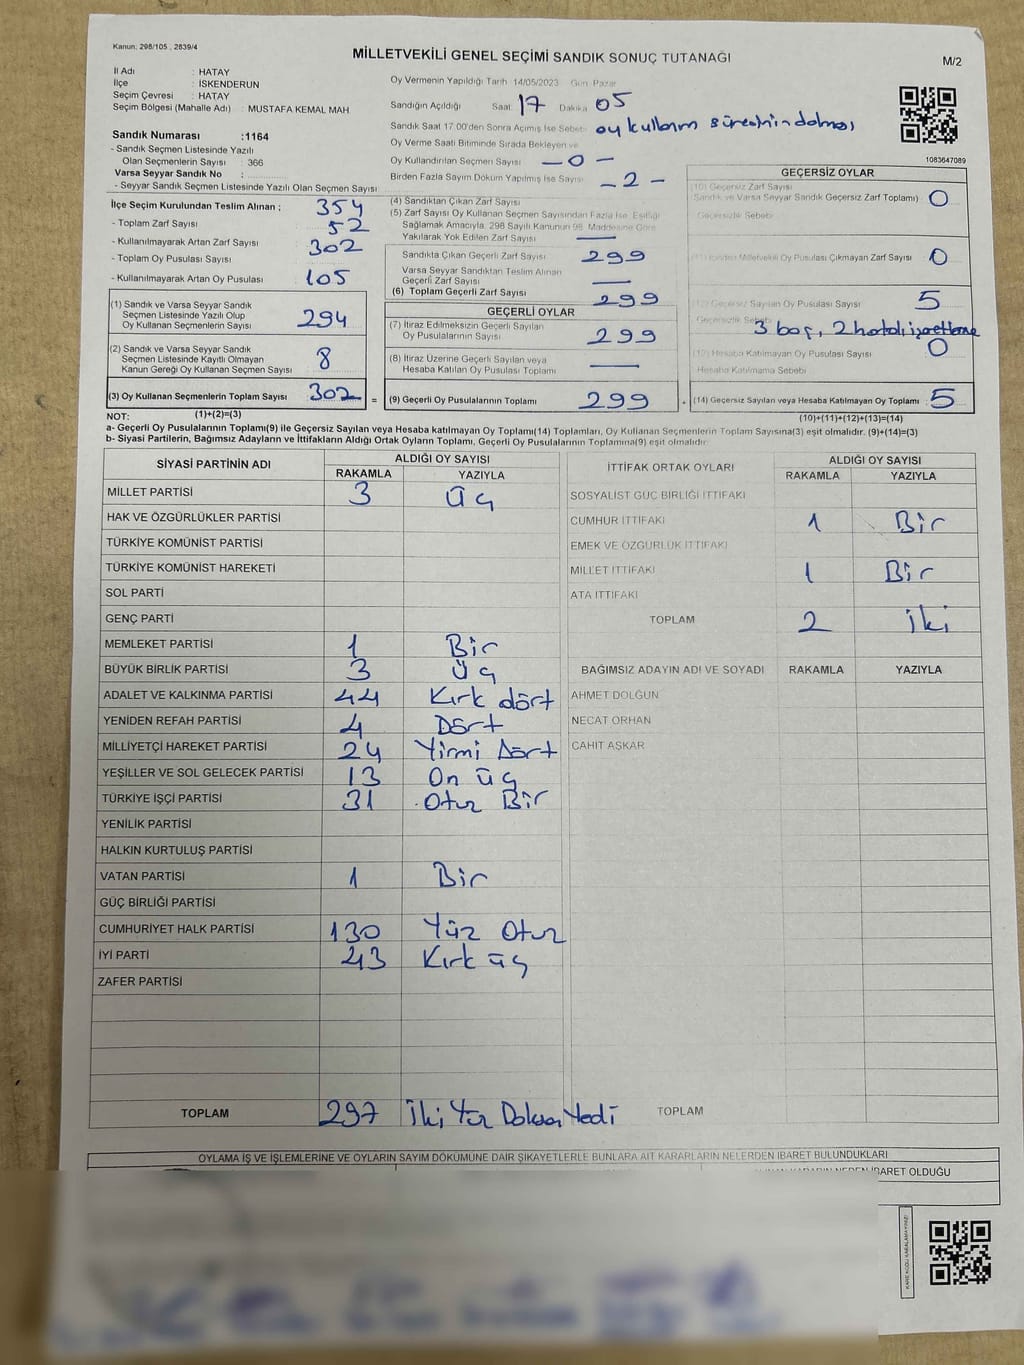 Kanun: 298/105 , 2839/4
MİLLETVEKİLİ GENEL SEÇİMİ SANDIK SONUÇ TUTANAĞI
M/2
İl Adı : HATAY
İlçe : İSKENDERUN
Seçim Çevresi : HATAY
Seçim Bölgesi (Mahalle Adı) : MUSTAFA KEMAL MAH
Sandık Numarası :1164
- Sandık Seçmen Listesinde Yazılı
Olan Seçmenlerin Sayısı : 366
Varsa Seyyar Sandık No :
- Seyyar Sandık Seçmen Listesinde Yazılı Olan Seçmen Sayısı
Oy Vermenin Yapıldığı Tarih 14/05/2023 Gün Pazar
Sandığın Açıldığı Saat 17 Dakika 05
Sandık Saat 17.00'den Sonra Açılmış İse Sebebi oy kullanım süresinin dolması
Oy Verme Saati Bitiminde Sırada Bekleyen ve
Oy Kullandırılan Seçmen Sayısı — 0 —
Birden Fazla Sayım Döküm Yapılmış İse Sayısı - 2 -
1083647089
İlçe Seçim Kurulundan Teslim Alınan ; 354
- Toplam Zarf Sayısı : 52
- Kullanılmayarak Artan Zarf Sayısı : 302
- Toplam Oy Pusulası Sayısı :
- Kullanılmayarak Artan Oy Pusulası : 105
(1) Sandık ve Varsa Seyyar Sandık
Seçmen Listesinde Yazılı Olup
Oy Kullanan Seçmenlerin Sayısı 294
(2) Sandık ve Varsa Seyyar Sandık
Seçmen Listesinde Kayıtlı Olmayan
Kanun Gereği Oy Kullanan Seçmen Sayısı 8
(3) Oy Kullanan Seçmenlerin Toplam Sayısı 302 =
(4) Sandıktan Çıkan Zarf Sayısı
(5) Zarf Sayısı Oy Kullanan Seçmen Sayısından Fazla İse, Eşitliği
Sağlamak Amacıyla, 298 Sayılı Kanunun 98. Maddesine Göre
Yakılarak Yok Edilen Zarf Sayısı —
Sandıkta Çıkan Geçerli Zarf Sayısı 299
Varsa Seyyar Sandıktan Teslim Alınan
Geçerli Zarf Sayısı —
(6) Toplam Geçerli Zarf Sayısı 299
GEÇERLİ OYLAR
(7) İtiraz Edilmeksizin Geçerli Sayılan
Oy Pusulalarının Sayısı 299
(8) İtiraz Üzerine Geçerli Sayılan veya
Hesaba Katılan Oy Pusulası Toplamı —
(9) Geçerli Oy Pusulalarının Toplamı 299
GEÇERSİZ OYLAR
(10) Geçersiz Zarf Sayısı
(Sandık ve Varsa Seyyar Sandık Geçersiz Zarf Toplamı) 0
Geçersizlik Sebebi
Milletvekili Oy Pusulası Çıkmayan Zarf Sayısı 0
(12) Geçersiz Sayılan Oy Pusulası Sayısı 5
Geçersizlik Sebebi 3 boş, 2 hatalı işaretleme
(13) Hesaba Katılmayan Oy Pusulası Sayısı 0
Hesaba Katılmama Sebebi
(14) Geçersiz Sayılan veya Hesaba Katılmayan Oy Toplamı 5
NOT: (1)+(2)=(3)
(10)+(11)+(12)+(13)=(14)
a- Geçerli Oy Pusulalarının Toplamı(9) ile Geçersiz Sayılan veya Hesaba katılmayan Oy Toplamı(14) Toplamları, Oy Kullanan Seçmenlerin Toplam Sayısına(3) eşit olmalıdır. (9)+(14)=(3)
b- Siyasi Partilerin, Bağımsız Adayların ve İttifakların Aldığı Ortak Oyların Toplamı, Geçerli Oy Pusulalarının Toplamına(9) eşit olmalıdır
SİYASİ PARTİNİN ADI
ALDIĞI OY SAYISI
RAKAMLA YAZIYLA
MİLLET PARTİSİ 3 Üç
HAK VE ÖZGÜRLÜKLER PARTİSİ
TÜRKİYE KOMÜNİST PARTİSİ
TÜRKİYE KOMÜNİST HAREKETİ
SOL PARTİ
GENÇ PARTİ
MEMLEKET PARTİSİ 1 Bir
BÜYÜK BİRLİK PARTİSİ 3 Üç
ADALET VE KALKINMA PARTİSİ 44 Kırk dört
YENİDEN REFAH PARTİSİ 4 Dört
MİLLİYETÇİ HAREKET PARTİSİ 24 Yirmi Dört
YEŞİLLER VE SOL GELECEK PARTİSİ 13 On üç
TÜRKİYE İŞÇİ PARTİSİ 31 Otuz Bir
YENİLİK PARTİSİ
HALKIN KURTULUŞ PARTİSİ
VATAN PARTİSİ 1 Bir
GÜÇ BİRLİĞİ PARTİSİ
CUMHURİYET HALK PARTİSİ 130 Yüz Otuz
İYİ PARTİ 43 Kırk üç
ZAFER PARTİSİ
TOPLAM 297 İki Yüz Doksan Yedi
İTTİFAK ORTAK OYLARI
ALDIĞI OY SAYISI
RAKAMLA YAZIYLA
SOSYALİST GÜÇ BİRLİĞİ İTTİFAKI
CUMHUR İTTİFAKI 1 Bir
EMEK VE ÖZGÜRLÜK İTTİFAKI
MİLLET İTTİFAKI 1 Bir
ATA İTTİFAKI
TOPLAM 2 İki
BAĞIMSIZ ADAYIN ADI VE SOYADI RAKAMLA YAZIYLA
AHMET DOLĞUN
NECAT ORHAN
CAHİT AŞKAR
TOPLAM
OYLAMA İŞ VE İŞLEMLERİNE VE OYLARIN SAYIM DÖKÜMÜNE DAİR ŞİKAYETLERLE BUNLARA AİT KARARLARIN NELERDEN İBARET BULUNDUKLARI
İBARET OLDUĞU
KARE KODU KARALAMAYINIZ!